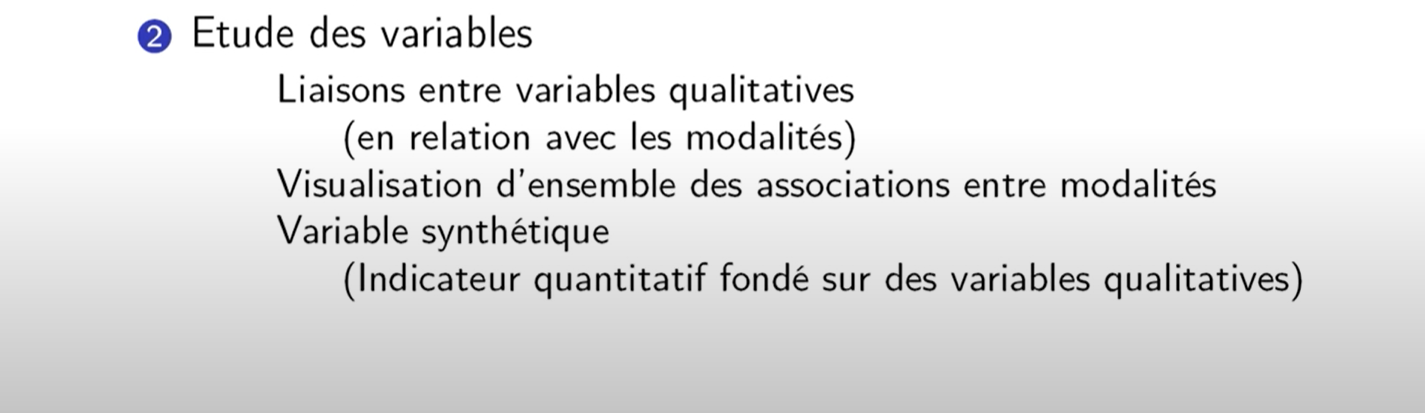 2 Etude des variables
Liaisons entre variables qualitatives
(en relation avec les modalités)
Visualisation d'ensemble des associations entre modalités
Variable synthétique
(Indicateur quantitatif fondé sur des variables qualitatives)